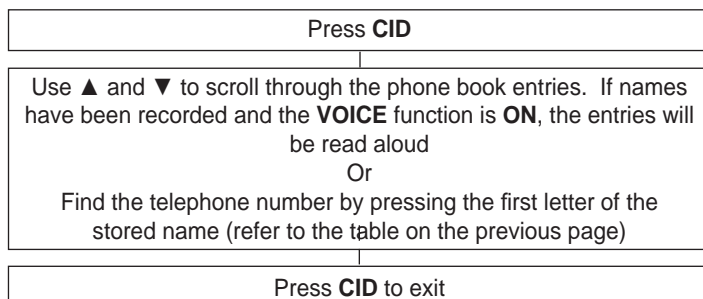 Press CID
Use ▲ and ▼ to scroll through the phone book entries.  If names
have been recorded and the VOICE function is ON, the entries will
be read aloud
Or
Find the telephone number by pressing the first letter of the
stored name (refer to the table on the previous page)
Press CID to exit